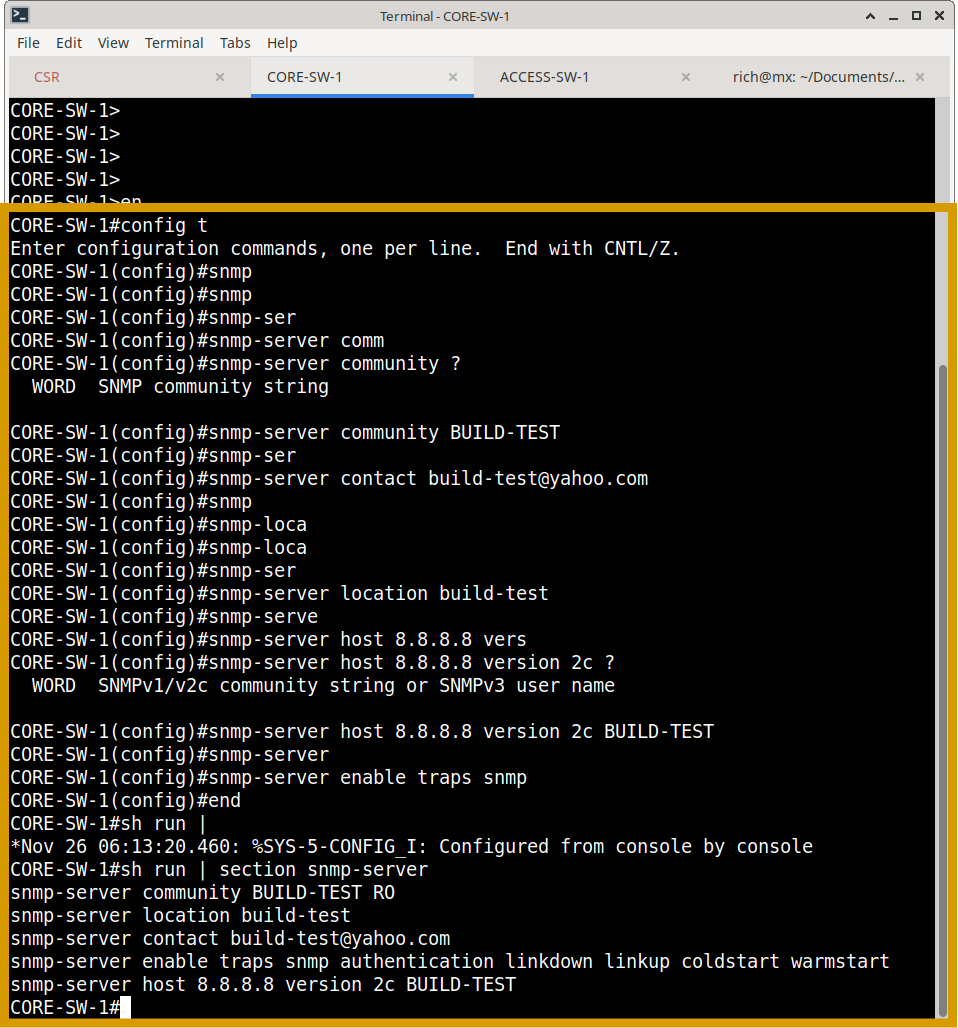 Terminal - CORE-SW-1
File Edit View Terminal Tabs Help
CSR CORE-SW-1 ACCESS-SW-1 rich@mx: ~/Documents/...
CORE-SW-1>
CORE-SW-1>
CORE-SW-1>
CORE-SW-1>
CORE-SW-1>en
CORE-SW-1#config t
Enter configuration commands, one per line.  End with CNTL/Z.
CORE-SW-1(config)#snmp
CORE-SW-1(config)#snmp
CORE-SW-1(config)#snmp-ser
CORE-SW-1(config)#snmp-server comm
CORE-SW-1(config)#snmp-server community ?
  WORD  SNMP community string
CORE-SW-1(config)#snmp-server community BUILD-TEST
CORE-SW-1(config)#snmp-ser
CORE-SW-1(config)#snmp-server contact build-test@yahoo.com
CORE-SW-1(config)#snmp
CORE-SW-1(config)#snmp-loca
CORE-SW-1(config)#snmp-loca
CORE-SW-1(config)#snmp-ser
CORE-SW-1(config)#snmp-server location build-test
CORE-SW-1(config)#snmp-serve
CORE-SW-1(config)#snmp-server host 8.8.8.8 vers
CORE-SW-1(config)#snmp-server host 8.8.8.8 version 2c ?
  WORD  SNMPv1/v2c community string or SNMPv3 user name
CORE-SW-1(config)#snmp-server host 8.8.8.8 version 2c BUILD-TEST
CORE-SW-1(config)#snmp-server
CORE-SW-1(config)#snmp-server enable traps snmp
CORE-SW-1(config)#end
CORE-SW-1#sh run |
*Nov 26 06:13:20.460: %SYS-5-CONFIG_I: Configured from console by console
CORE-SW-1#sh run | section snmp-server
snmp-server community BUILD-TEST RO
snmp-server location build-test
snmp-server contact build-test@yahoo.com
snmp-server enable traps snmp authentication linkdown linkup coldstart warmstart
snmp-server host 8.8.8.8 version 2c BUILD-TEST
CORE-SW-1#